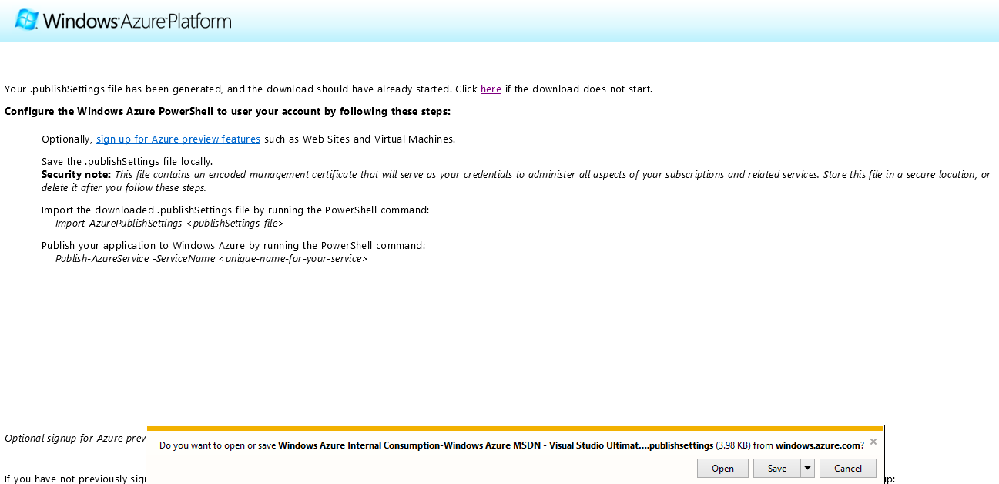 Windows Azure Platform
Your .publishSettings file has been generated, and the download should have already started. Click here if the download does not start.
Configure the Windows Azure PowerShell to user your account by following these steps:
Optionally, sign up for Azure preview features such as Web Sites and Virtual Machines.
Save the .publishSettings file locally.
Security note: This file contains an encoded management certificate that will serve as your credentials to administer all aspects of your subscriptions and related services. Store this file in a secure location, or
delete it after you follow these steps.
Import the downloaded .publishSettings file by running the PowerShell command:
Import-AzurePublishSettings <publishSettings-file>
Publish your application to Windows Azure by running the PowerShell command:
Publish-AzureService -ServiceName <unique-name-for-your-service>
Optional signup for Azure prev
Do you want to open or save Windows Azure Internal Consumption-Windows Azure MSDN - Visual Studio Ultimat....publishsettings (3.98 KB) from windows.azure.com?
Open Save Cancel
If you have not previously sig